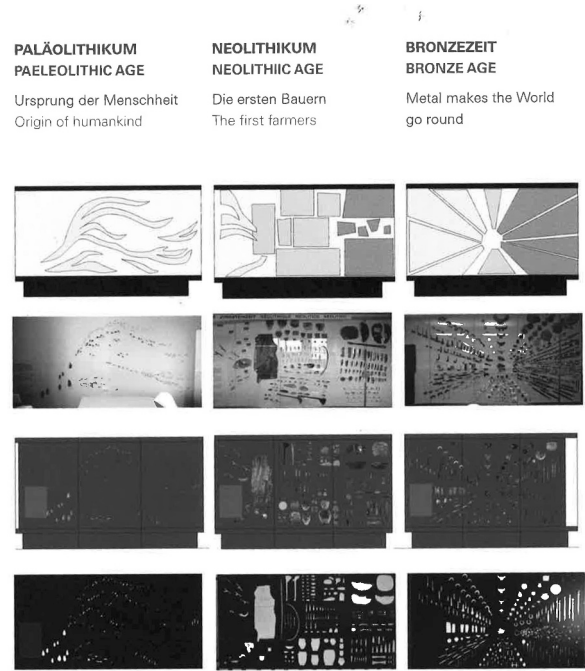 PALÄOLITHIKUM
PAELEOLITHIC AGE
Ursprung der Menschheit
Origin of humankind
NEOLITHIKUM
NEOLITHIIC AGE
Die ersten Bauern
The first farmers
BRONZEZEIT
BRONZE AGE
Metal makes the World
go round